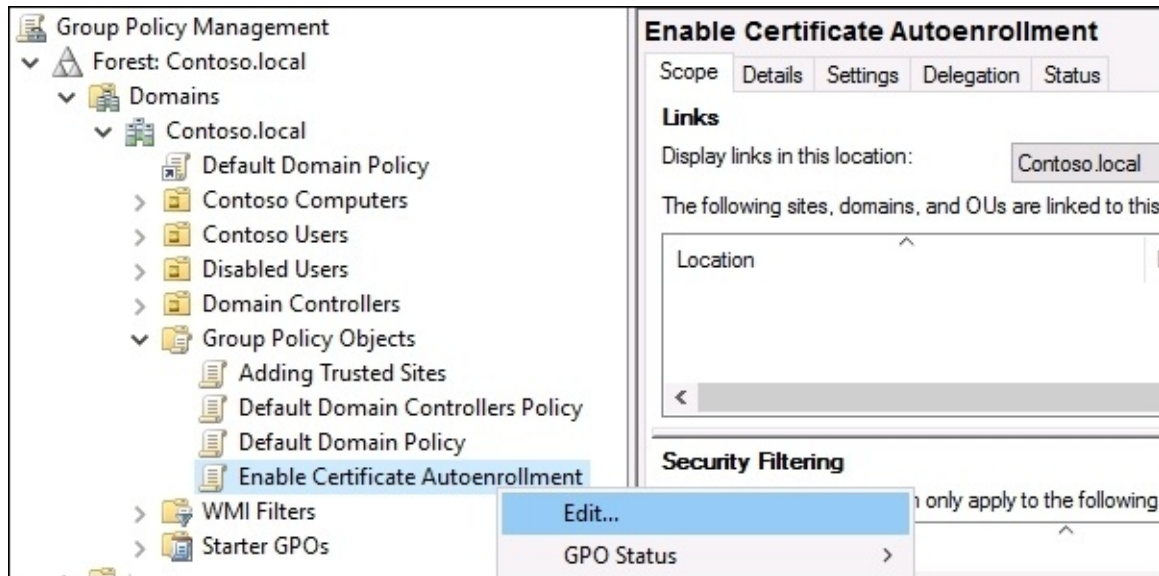 Group Policy Management
Forest: Contoso.local
Domains
Contoso.local
Default Domain Policy
Contoso Computers
Contoso Users
Disabled Users
Domain Controllers
Group Policy Objects
Adding Trusted Sites
Default Domain Controllers Policy
Default Domain Policy
Enable Certificate Autoenrollment
WMI Filters
Starter GPOs
Edit...
GPO Status
Enable Certificate Autoenrollment
Scope Details Settings Delegation Status
Links
Display links in this location: Contoso.local
The following sites, domains, and OUs are linked to this
Location
Security Filtering
only apply to the following